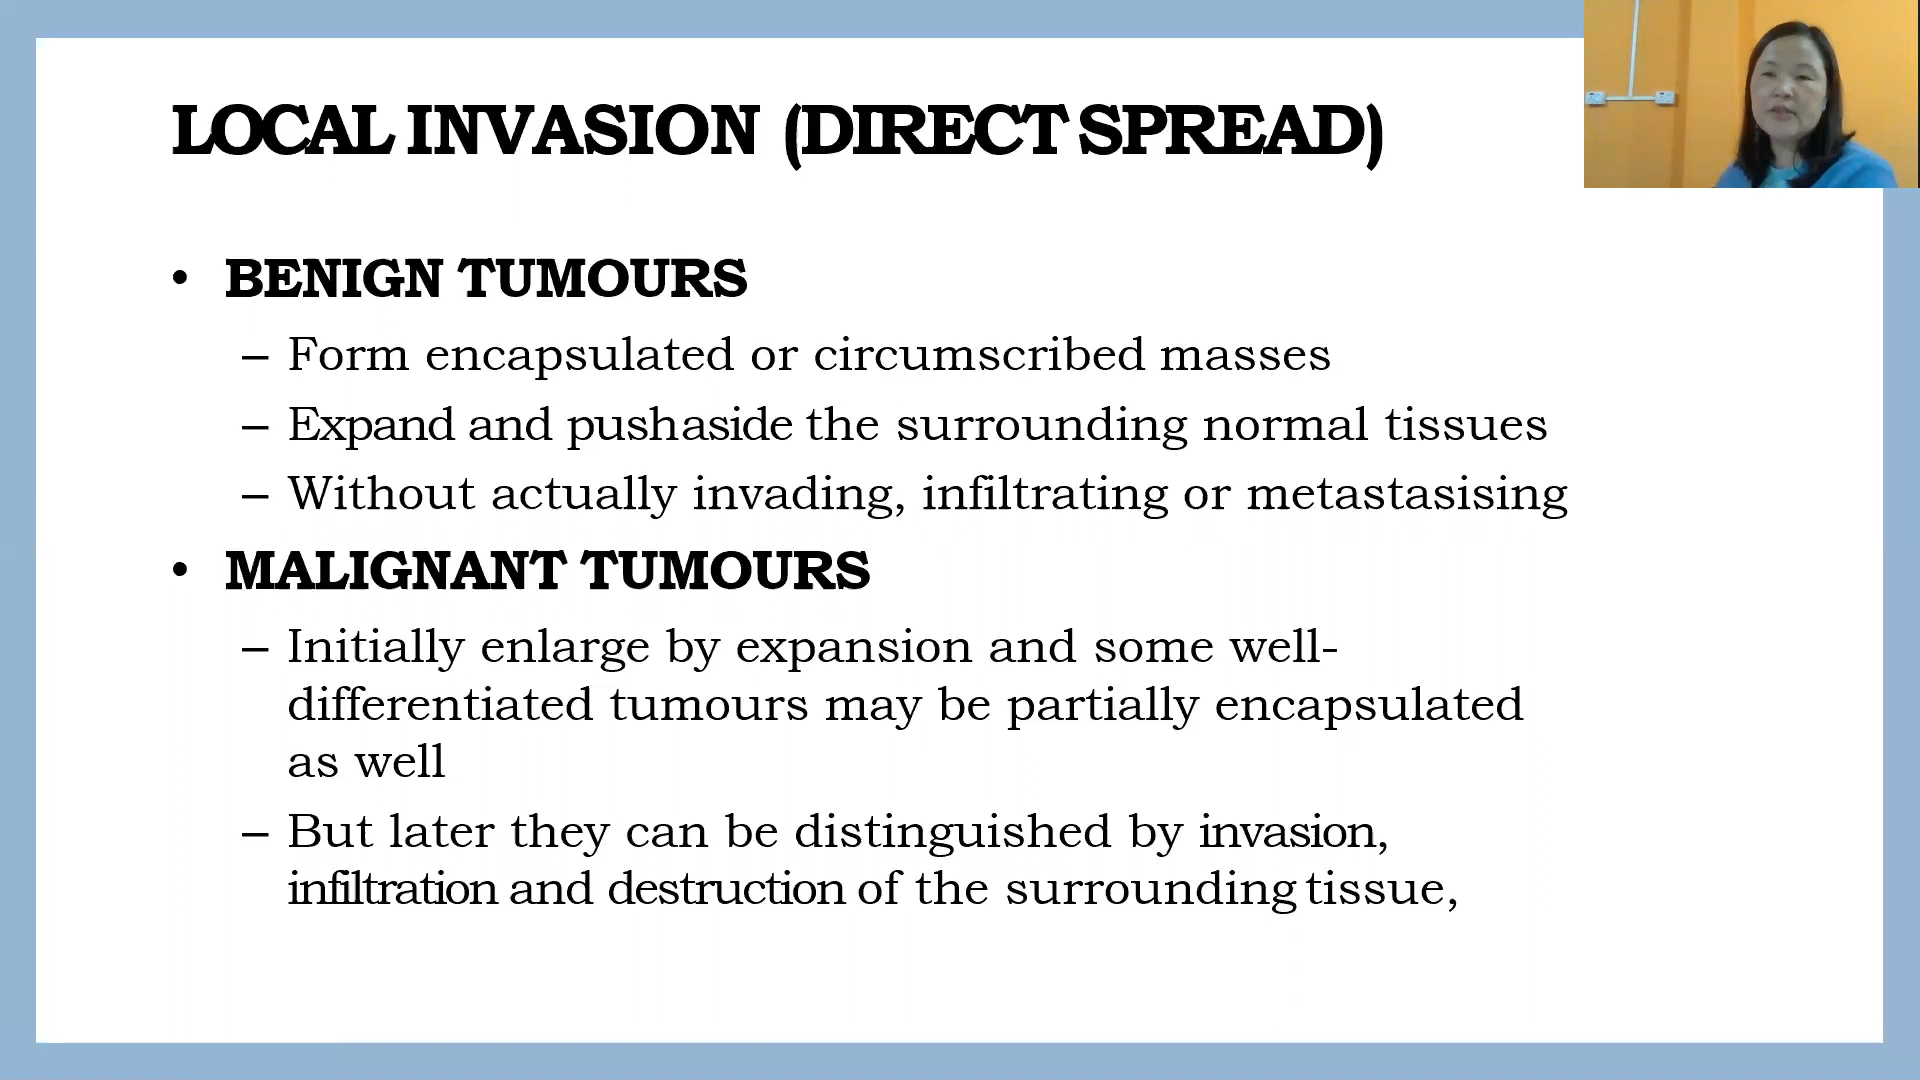 LOCAL INVASION (DIRECT SPREAD)
• BENIGN TUMOURS
– Form encapsulated or circumscribed masses
– Expand and pushaside the surrounding normal tissues
– Without actually invading, infiltrating or metastasising
• MALIGNANT TUMOURS
– Initially enlarge by expansion and some well-
differentiated tumours may be partially encapsulated
as well
– But later they can be distinguished by invasion,
infiltration and destruction of the surrounding tissue,